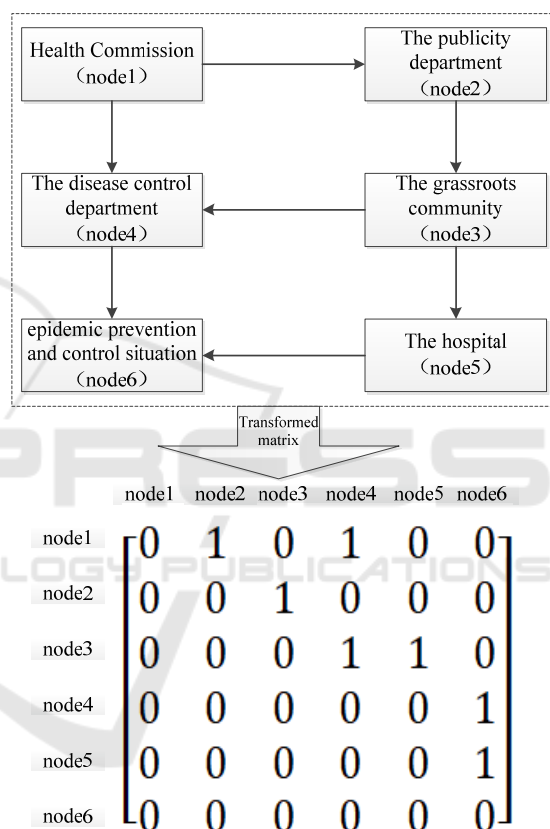 Health Commission
（node1）
The publicity
department
（node2）
The disease control
department
（node4）
The grassroots
community
（node3）
epidemic prevention
and control situation
（node6）
The hospital
（node5）
Transformed
matrix
node1 node2 node3 node4 node5 node6
node1 0 1 0 1 0 0
node2 0 0 1 0 0 0
node3 0 0 0 1 1 0
node4 0 0 0 0 0 1
node5 0 0 0 0 0 1
node6 0 0 0 0 0 0
PRESS
LOGY PUBLICATIONS